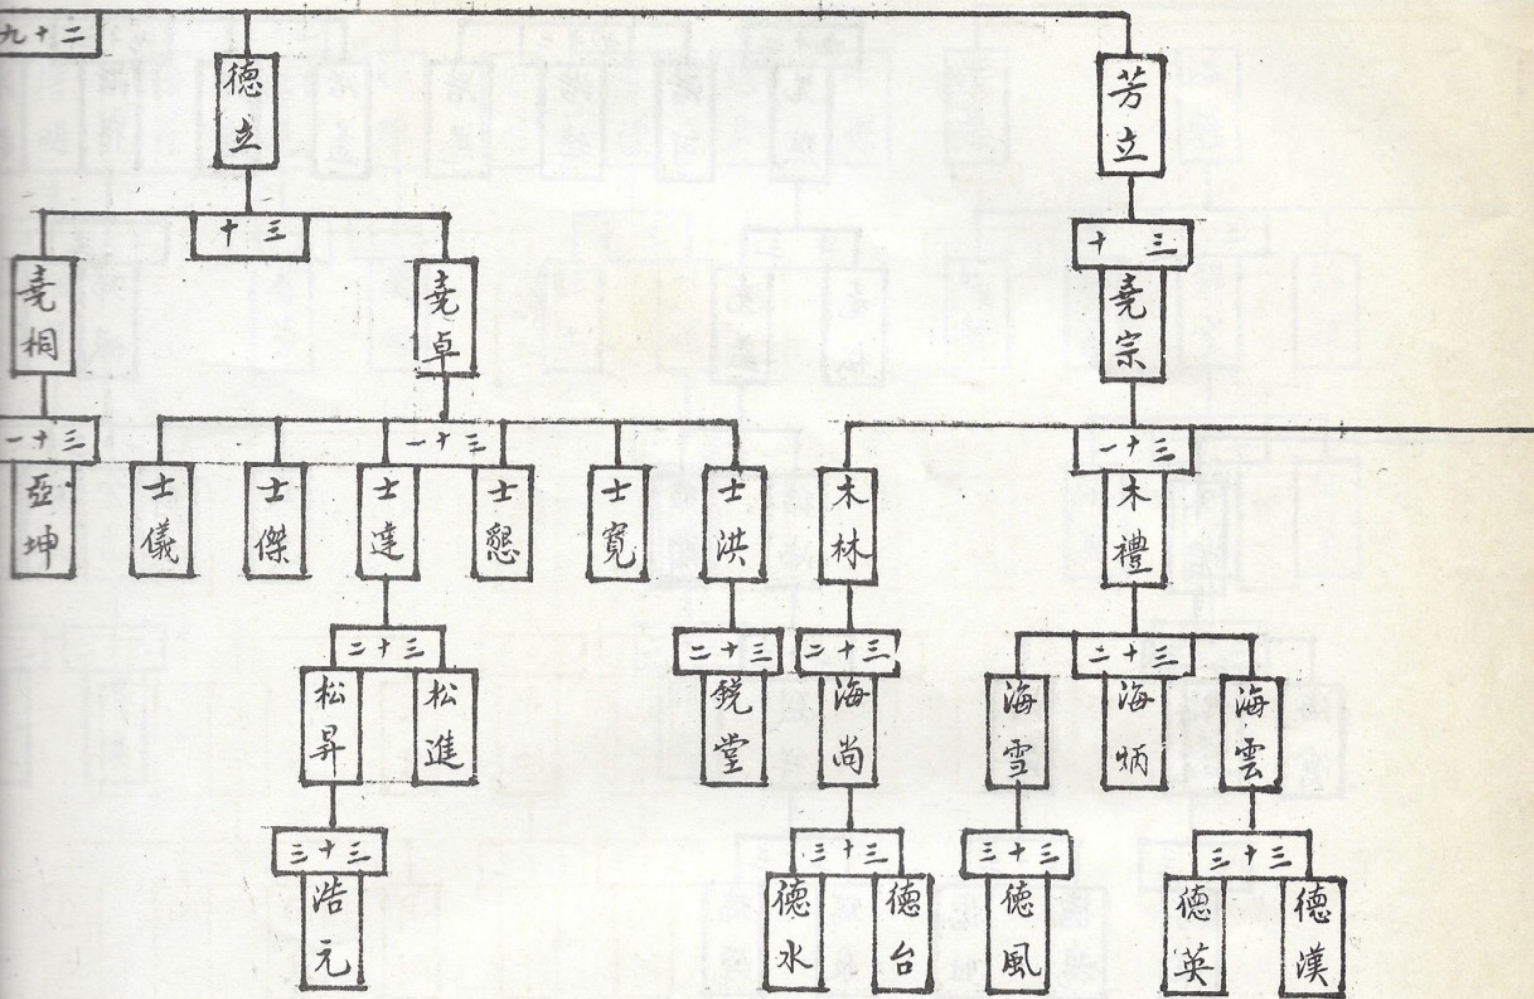 二十九
芳立
德立
三十
三十
堯宗
堯卓
堯桐
三十一
三十一
三十一
木禮
木林
士洪
士寬
士懇
士達
士傑
士儀
亞坤
三十二
三十二
三十二
三十二
海雲
海炳
海雪
海尚
銳堂
松進
松昇
三十三
三十三
三十三
三十三
德漢
德英
德風
德台
德水
浩元